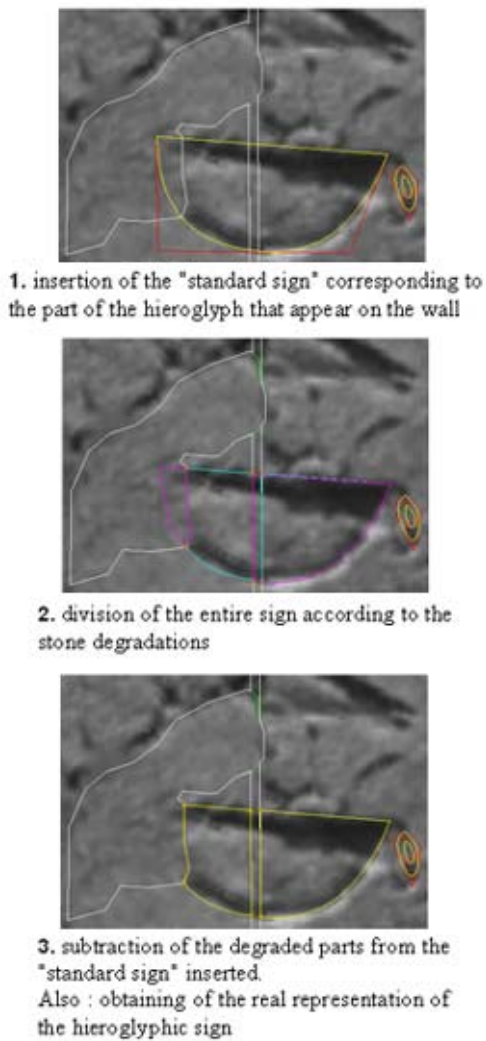 1. insertion of the "standard sign" corresponding to
the part of the hieroglyph that appear on the wall
2. division of the entire sign according to the
stone degradations
3. subtraction of the degraded parts from the
"standard sign" inserted.
Also : obtaining of the real representation of
the hieroglyphic sign